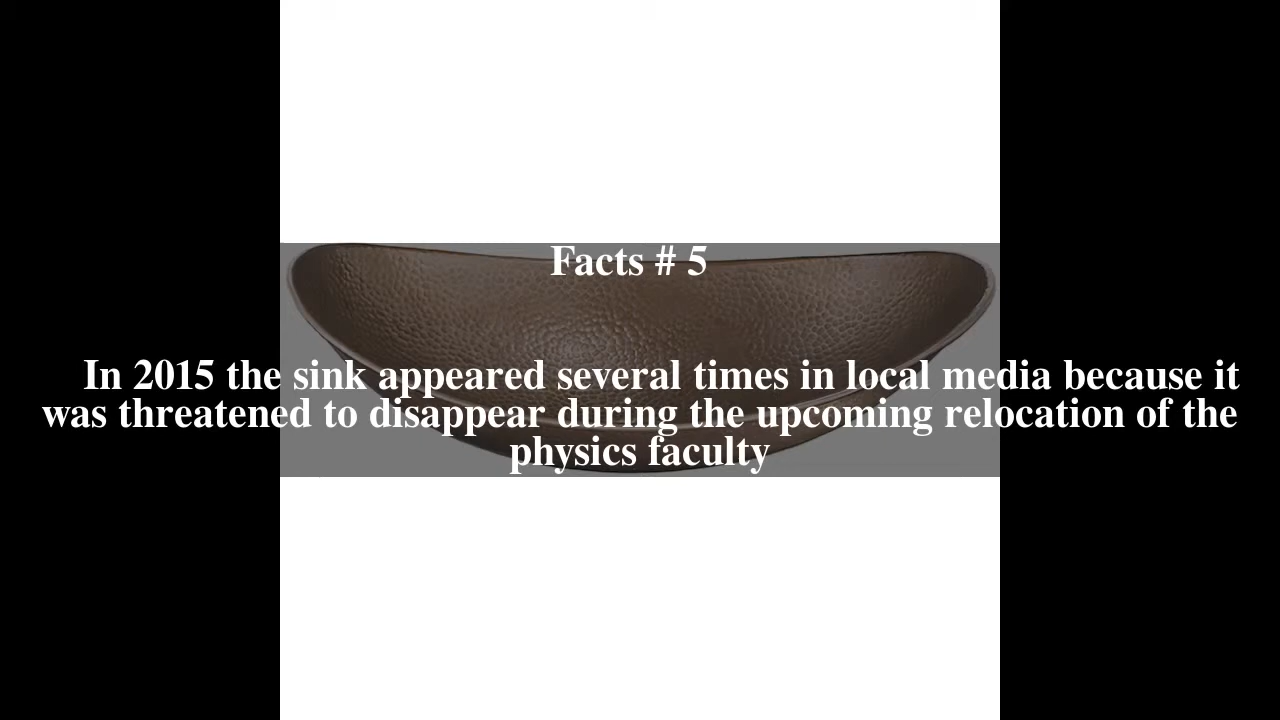 Facts # 5
In 2015 the sink appeared several times in local media because it
was threatened to disappear during the upcoming relocation of the
physics faculty